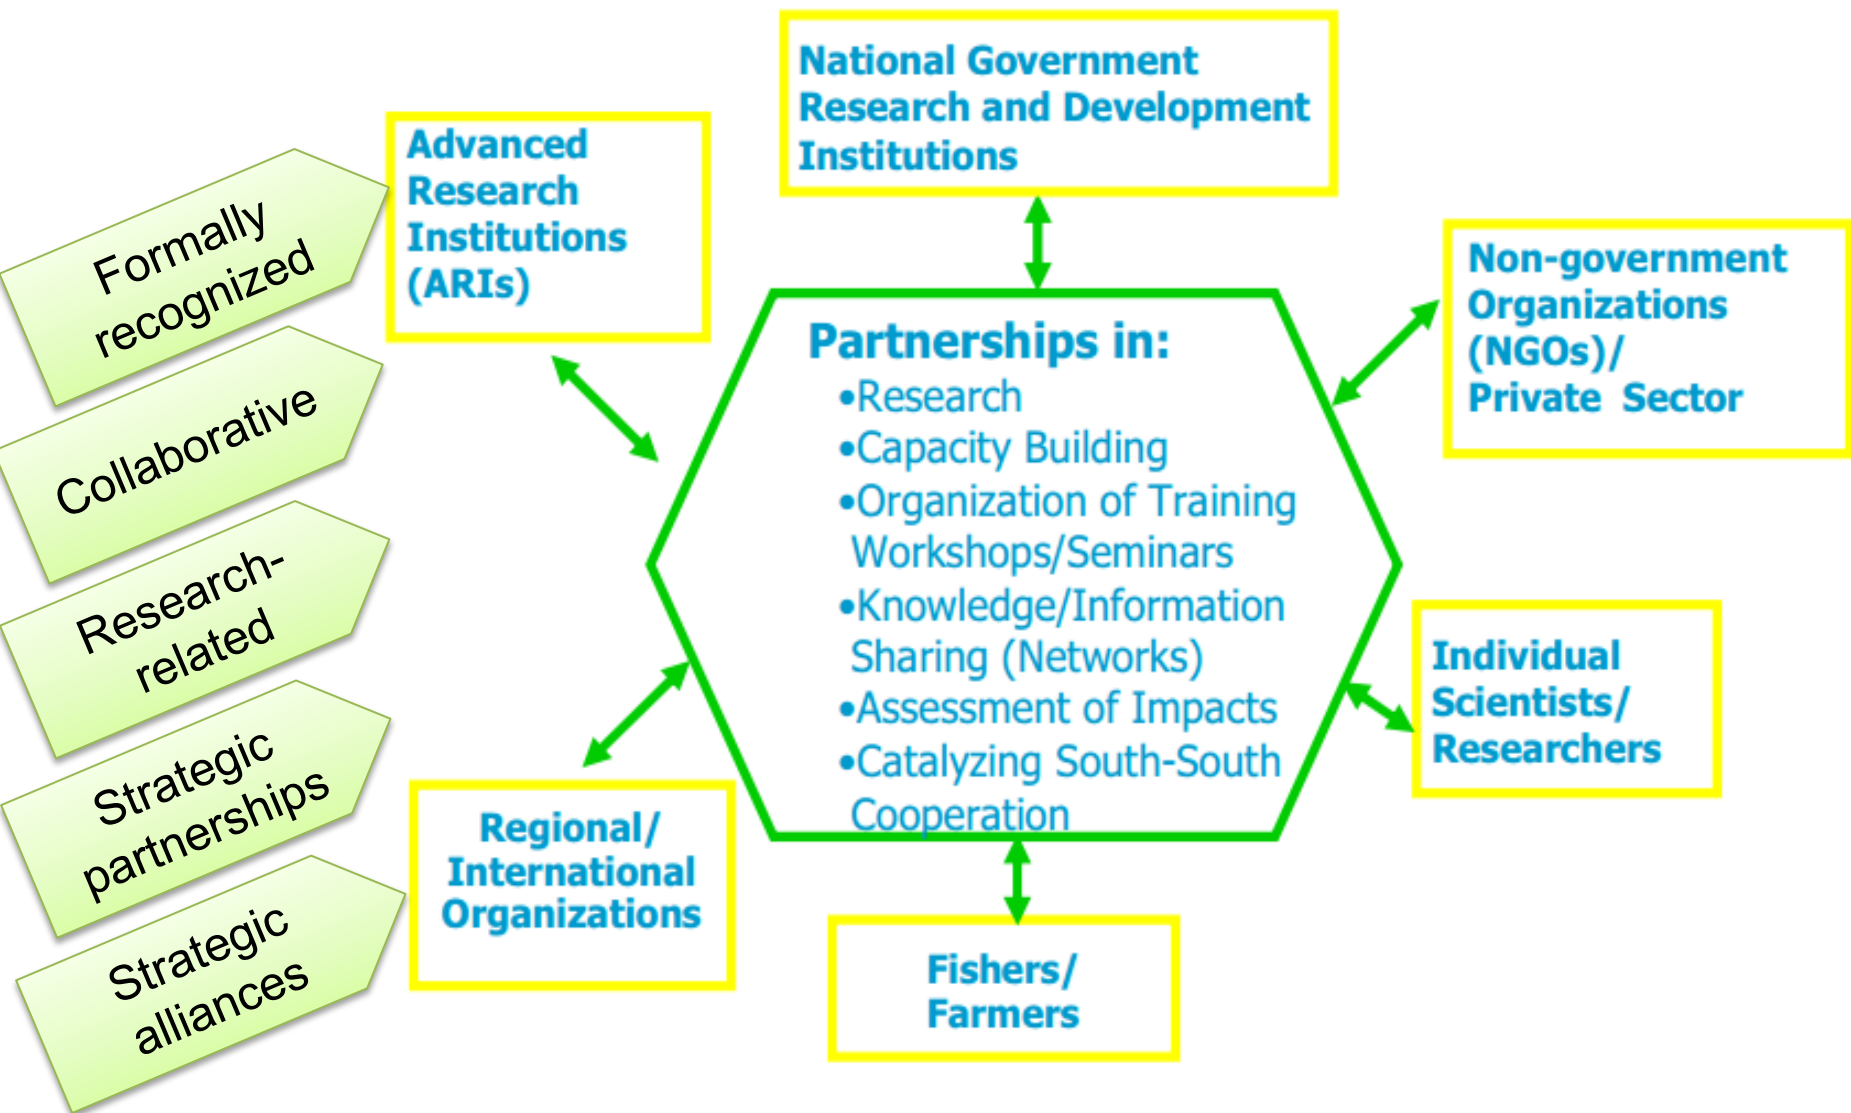 National Government
Research and Development
Institutions
Advanced
Research
Institutions
(ARIs)
Non-government
Organizations
(NGOs)/
Private Sector
Formally
recognized
Collaborative
Research-
related
Strategic
partnerships
Strategic
alliances
Partnerships in:
•Research
•Capacity Building
•Organization of Training
Workshops/Seminars
•Knowledge/Information
Sharing (Networks)
•Assessment of Impacts
•Catalyzing South-South
Cooperation
Individual
Scientists/
Researchers
Regional/
International
Organizations
Fishers/
Farmers